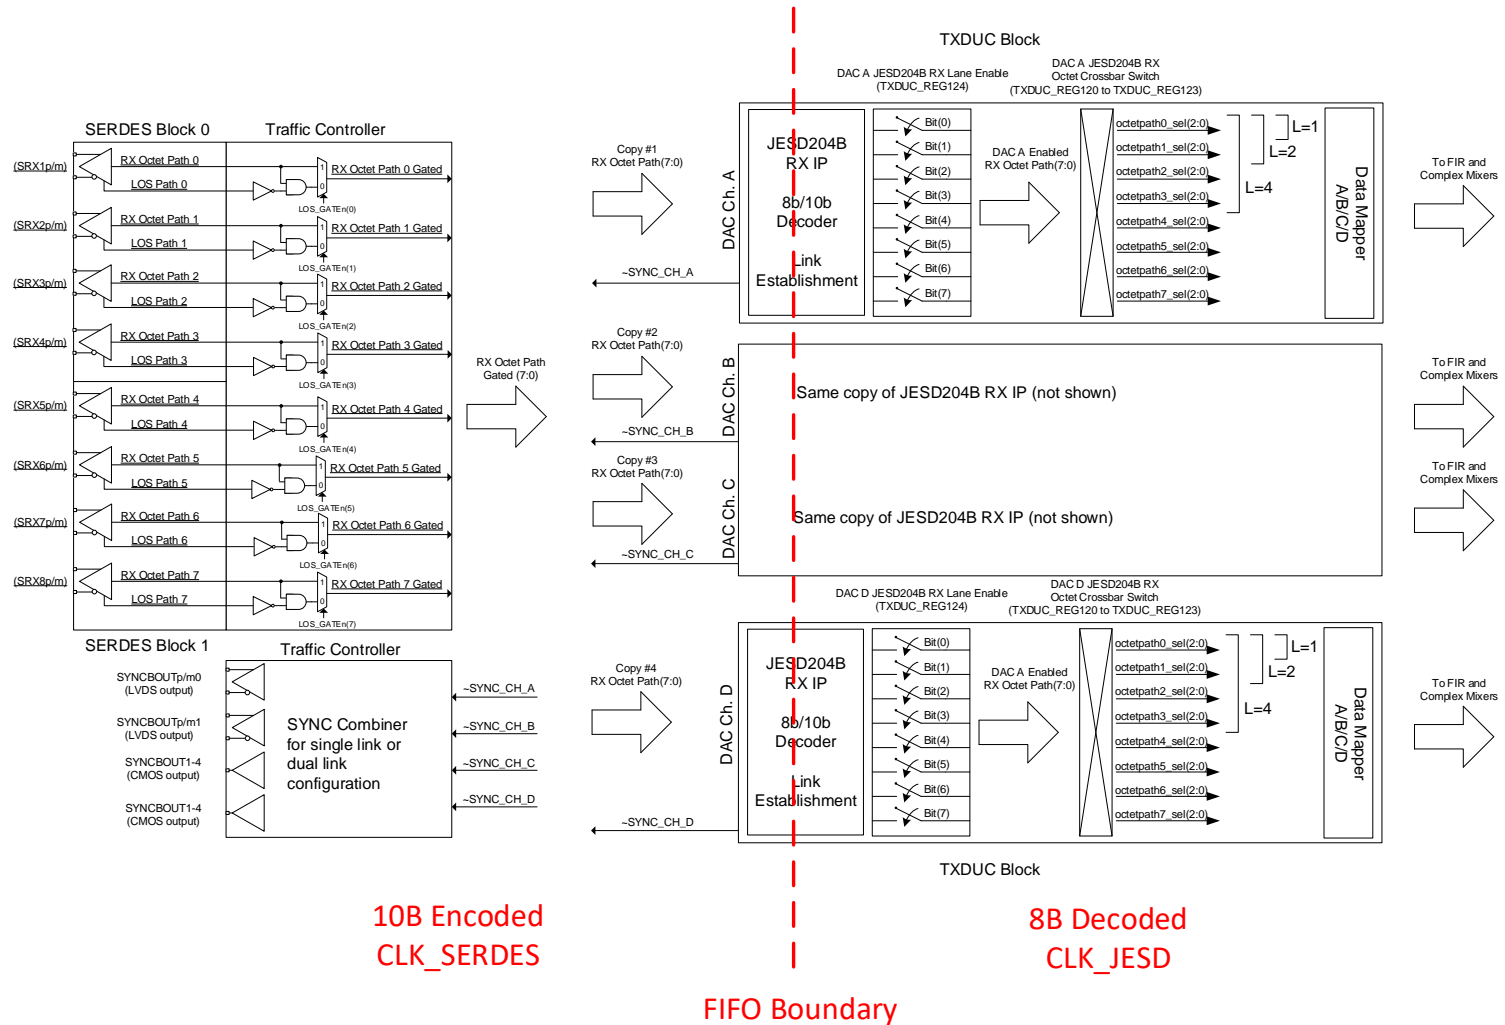 TXDUC Block
DAC A JESD204B RX Lane Enable
(TXDUC_REG124)
DAC A JESD204B RX
Octet Crossbar Switch
(TXDUC_REG120 to TXDUC_REG123)
SERDES Block 0
Traffic Controller
(SRX1p/m)
RX Octet Path 0
LOS Path 0
RX Octet Path 0 Gated
1
0
LOS_GATEn(0)
(SRX2p/m)
RX Octet Path 1
LOS Path 1
RX Octet Path 1 Gated
1
0
LOS_GATEn(1)
(SRX3p/m)
RX Octet Path 2
LOS Path 2
RX Octet Path 2 Gated
1
0
LOS_GATEn(2)
(SRX4p/m)
RX Octet Path 3
LOS Path 3
RX Octet Path 3 Gated
1
0
LOS_GATEn(3)
(SRX5p/m)
RX Octet Path 4
LOS Path 4
RX Octet Path 4 Gated
1
0
LOS_GATEn(4)
(SRX6p/m)
RX Octet Path 5
LOS Path 5
RX Octet Path 5 Gated
1
0
LOS_GATEn(5)
(SRX7p/m)
RX Octet Path 6
LOS Path 6
RX Octet Path 6 Gated
1
0
LOS_GATEn(6)
(SRX8p/m)
RX Octet Path 7
LOS Path 7
RX Octet Path 7 Gated
1
0
LOS_GATEn(7)
SERDES Block 1
RX Octet Path
Gated (7:0)
Copy #1
RX Octet Path(7:0)
~SYNC_CH_A
DAC Ch. A
JESD204B
RX IP
8b/10b
Decoder
Link
Establishment
Bit(0)
Bit(1)
Bit(2)
Bit(3)
Bit(4)
Bit(5)
Bit(6)
Bit(7)
DAC A Enabled
RX Octet Path(7:0)
octetpath0_sel(2:0)
octetpath1_sel(2:0)
octetpath2_sel(2:0)
octetpath3_sel(2:0)
octetpath4_sel(2:0)
octetpath5_sel(2:0)
octetpath6_sel(2:0)
octetpath7_sel(2:0)
L=1
L=2
L=4
Data Mapper
A/B/C/D
To FIR and
Complex Mixers
Copy #2
RX Octet Path(7:0)
~SYNC_CH_B
DAC Ch. B
Same copy of JESD204B RX IP (not shown)
To FIR and
Complex Mixers
Copy #3
RX Octet Path(7:0)
~SYNC_CH_C
DAC Ch. C
Same copy of JESD204B RX IP (not shown)
To FIR and
Complex Mixers
DAC D JESD204B RX Lane Enable
(TXDUC_REG124)
DAC D JESD204B RX
Octet Crossbar Switch
(TXDUC_REG120 to TXDUC_REG123)
Traffic Controller
SYNCBOUTp/m0
(LVDS output)
SYNCBOUTp/m1
(LVDS output)
SYNCBOUT1-4
(CMOS output)
SYNCBOUT1-4
(CMOS output)
SYNC Combiner
for single link or
dual link
configuration
~SYNC_CH_A
~SYNC_CH_B
~SYNC_CH_C
~SYNC_CH_D
Copy #4
RX Octet Path(7:0)
~SYNC_CH_D
DAC Ch. D
JESD204B
RX IP
8b/10b
Decoder
Link
Establishment
Bit(0)
Bit(1)
Bit(2)
Bit(3)
Bit(4)
Bit(5)
Bit(6)
Bit(7)
DAC A Enabled
RX Octet Path(7:0)
octetpath0_sel(2:0)
octetpath1_sel(2:0)
octetpath2_sel(2:0)
octetpath3_sel(2:0)
octetpath4_sel(2:0)
octetpath5_sel(2:0)
octetpath6_sel(2:0)
octetpath7_sel(2:0)
L=1
L=2
L=4
Data Mapper
A/B/C/D
To FIR and
Complex Mixers
TXDUC Block
10B Encoded
CLK_SERDES
8B Decoded
CLK_JESD
FIFO Boundary